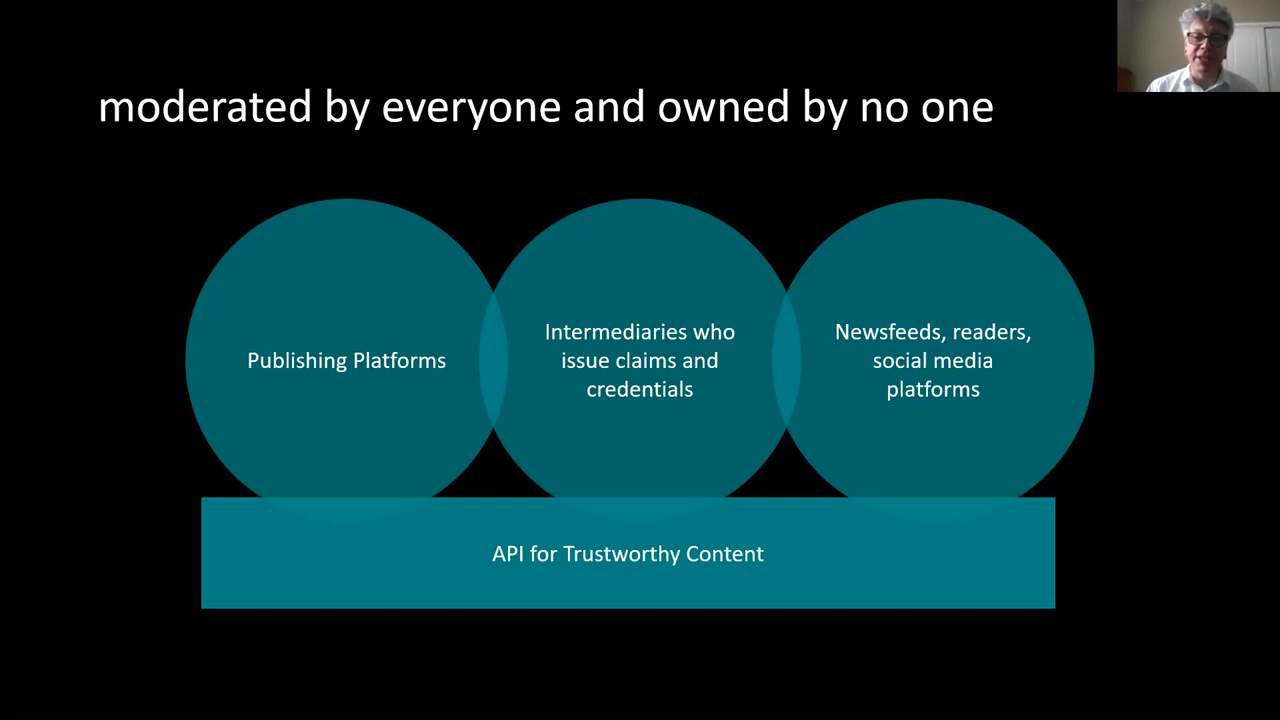 moderated by everyone and owned by no one
Publishing Platforms
Intermediaries who
issue claims and
credentials
Newsfeeds, readers,
social media
platforms
API for Trustworthy Content